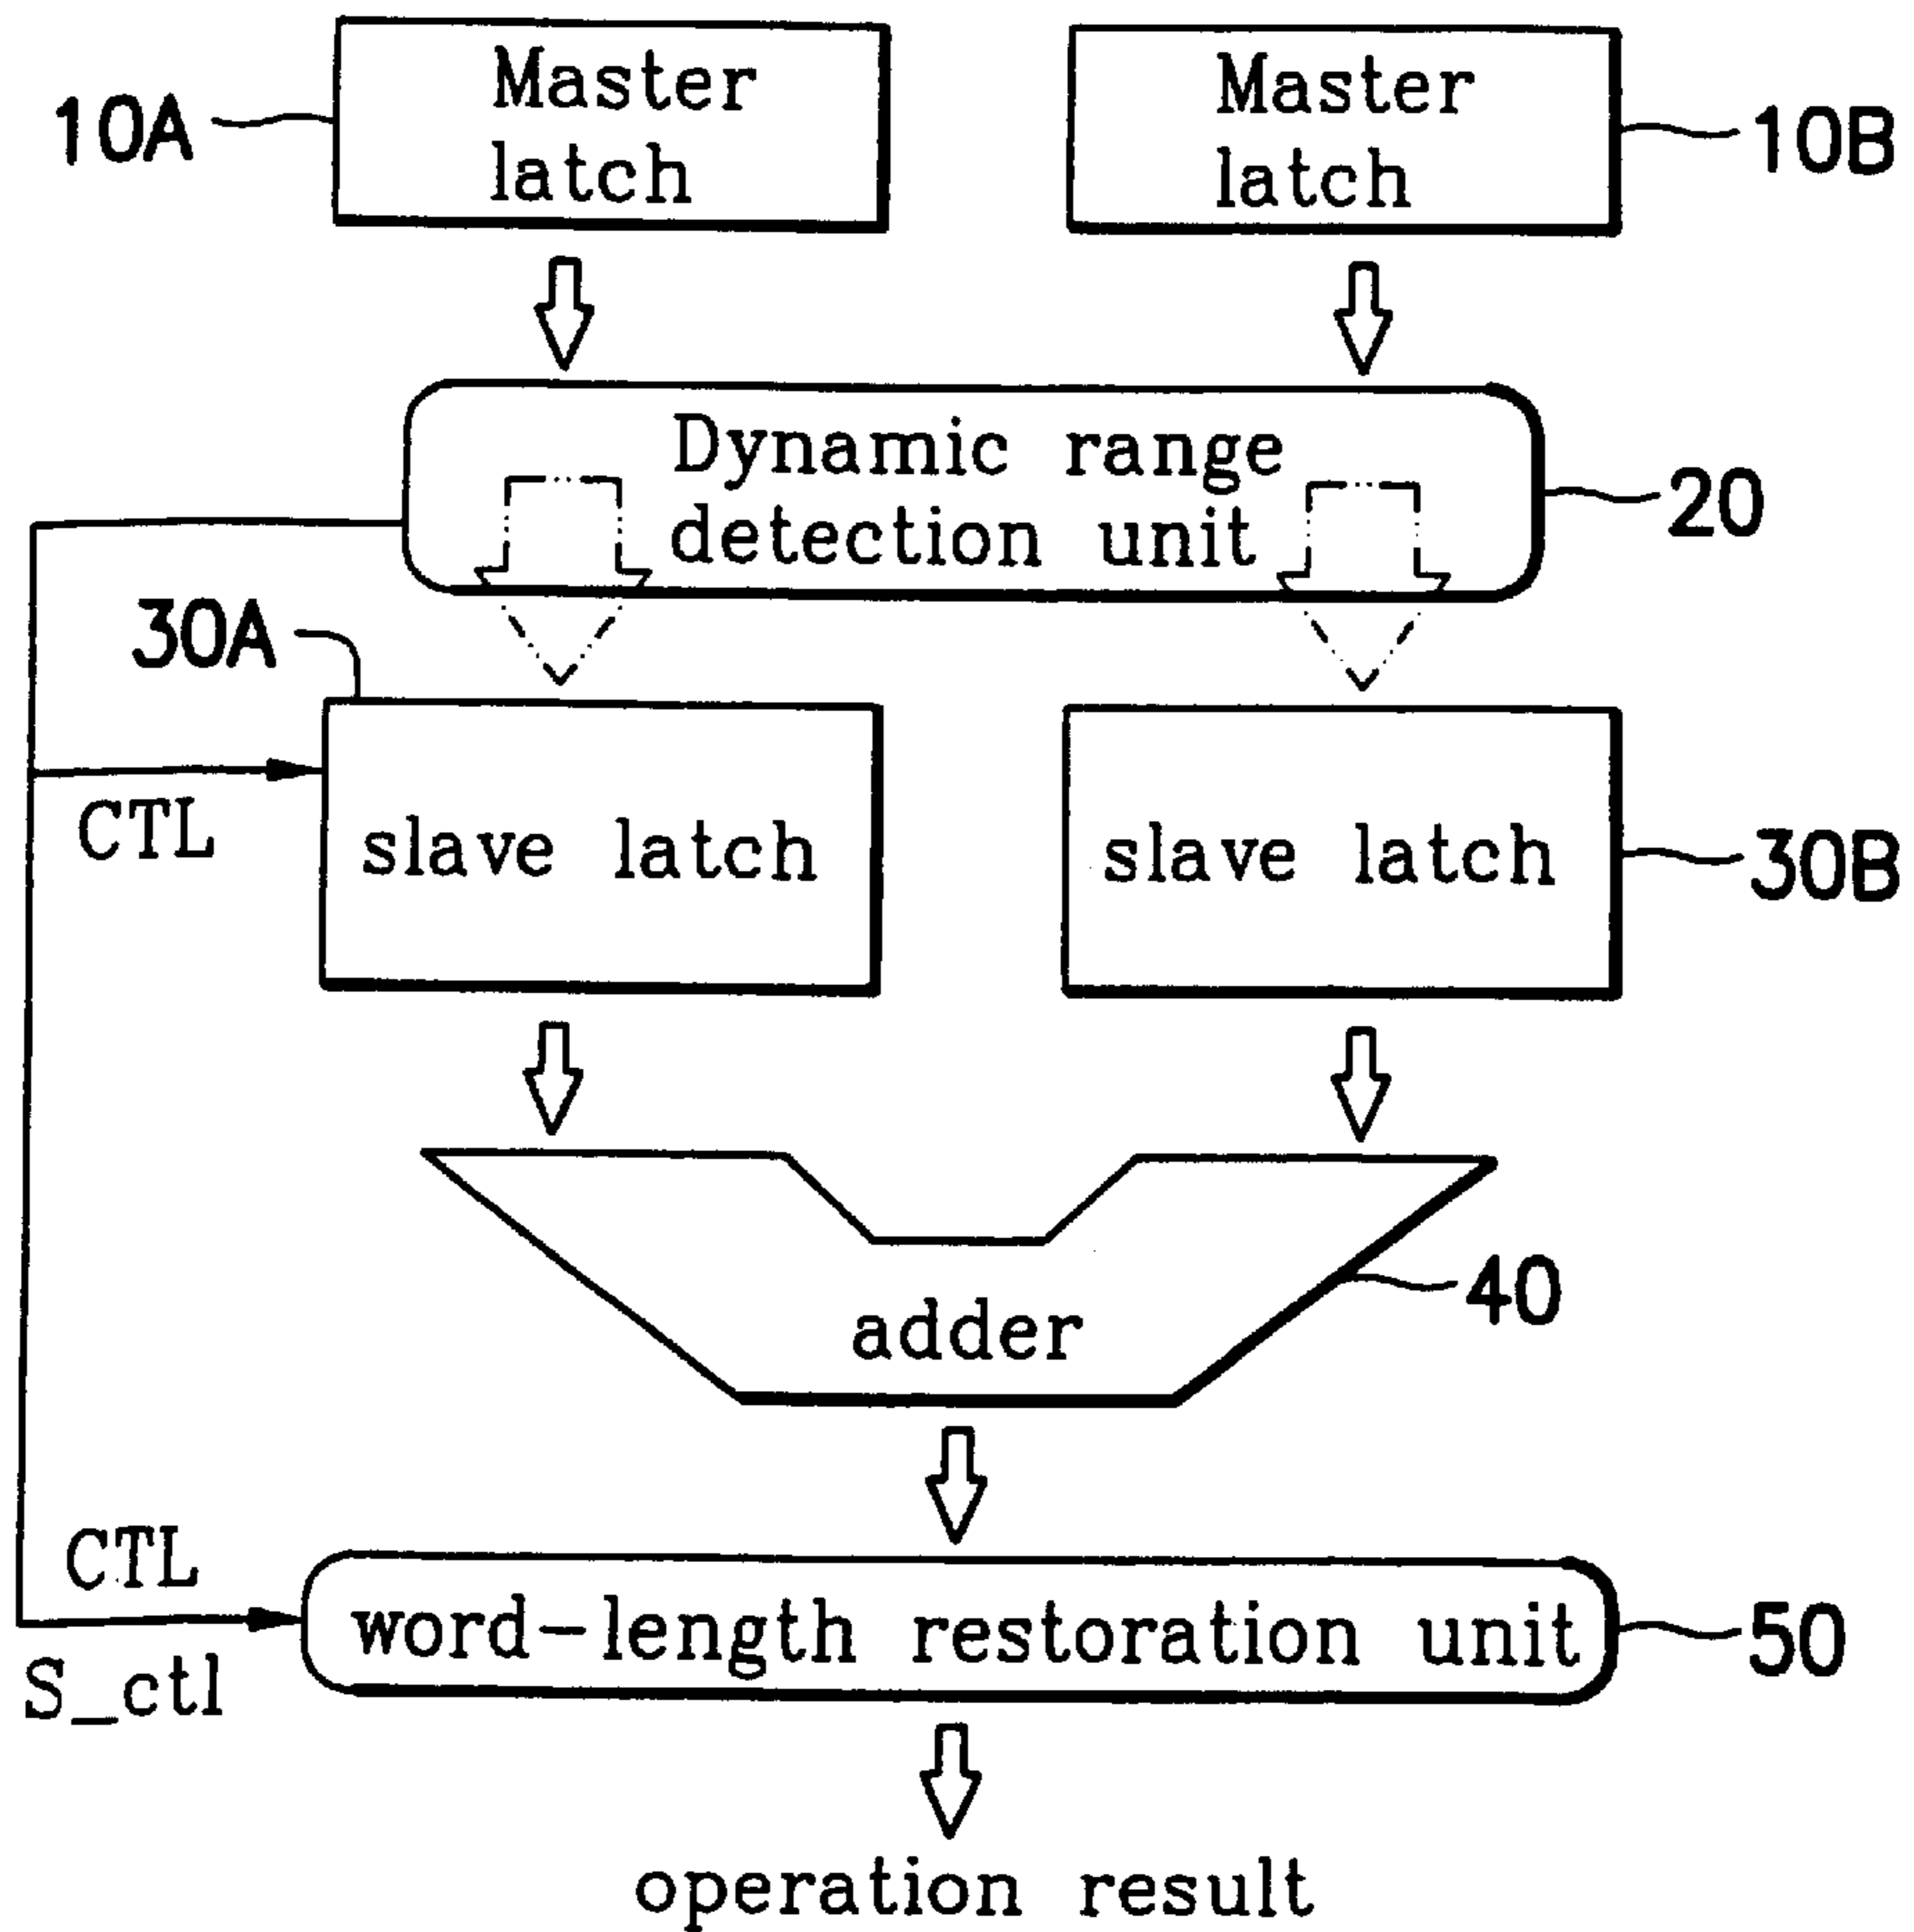 10A
Master
latch
Master
latch
10B
Dynamic range
detection unit
20
30A
CTL
slave latch
slave latch
30B
adder
40
CTL
S_ctl
word-length restoration unit
50
operation result